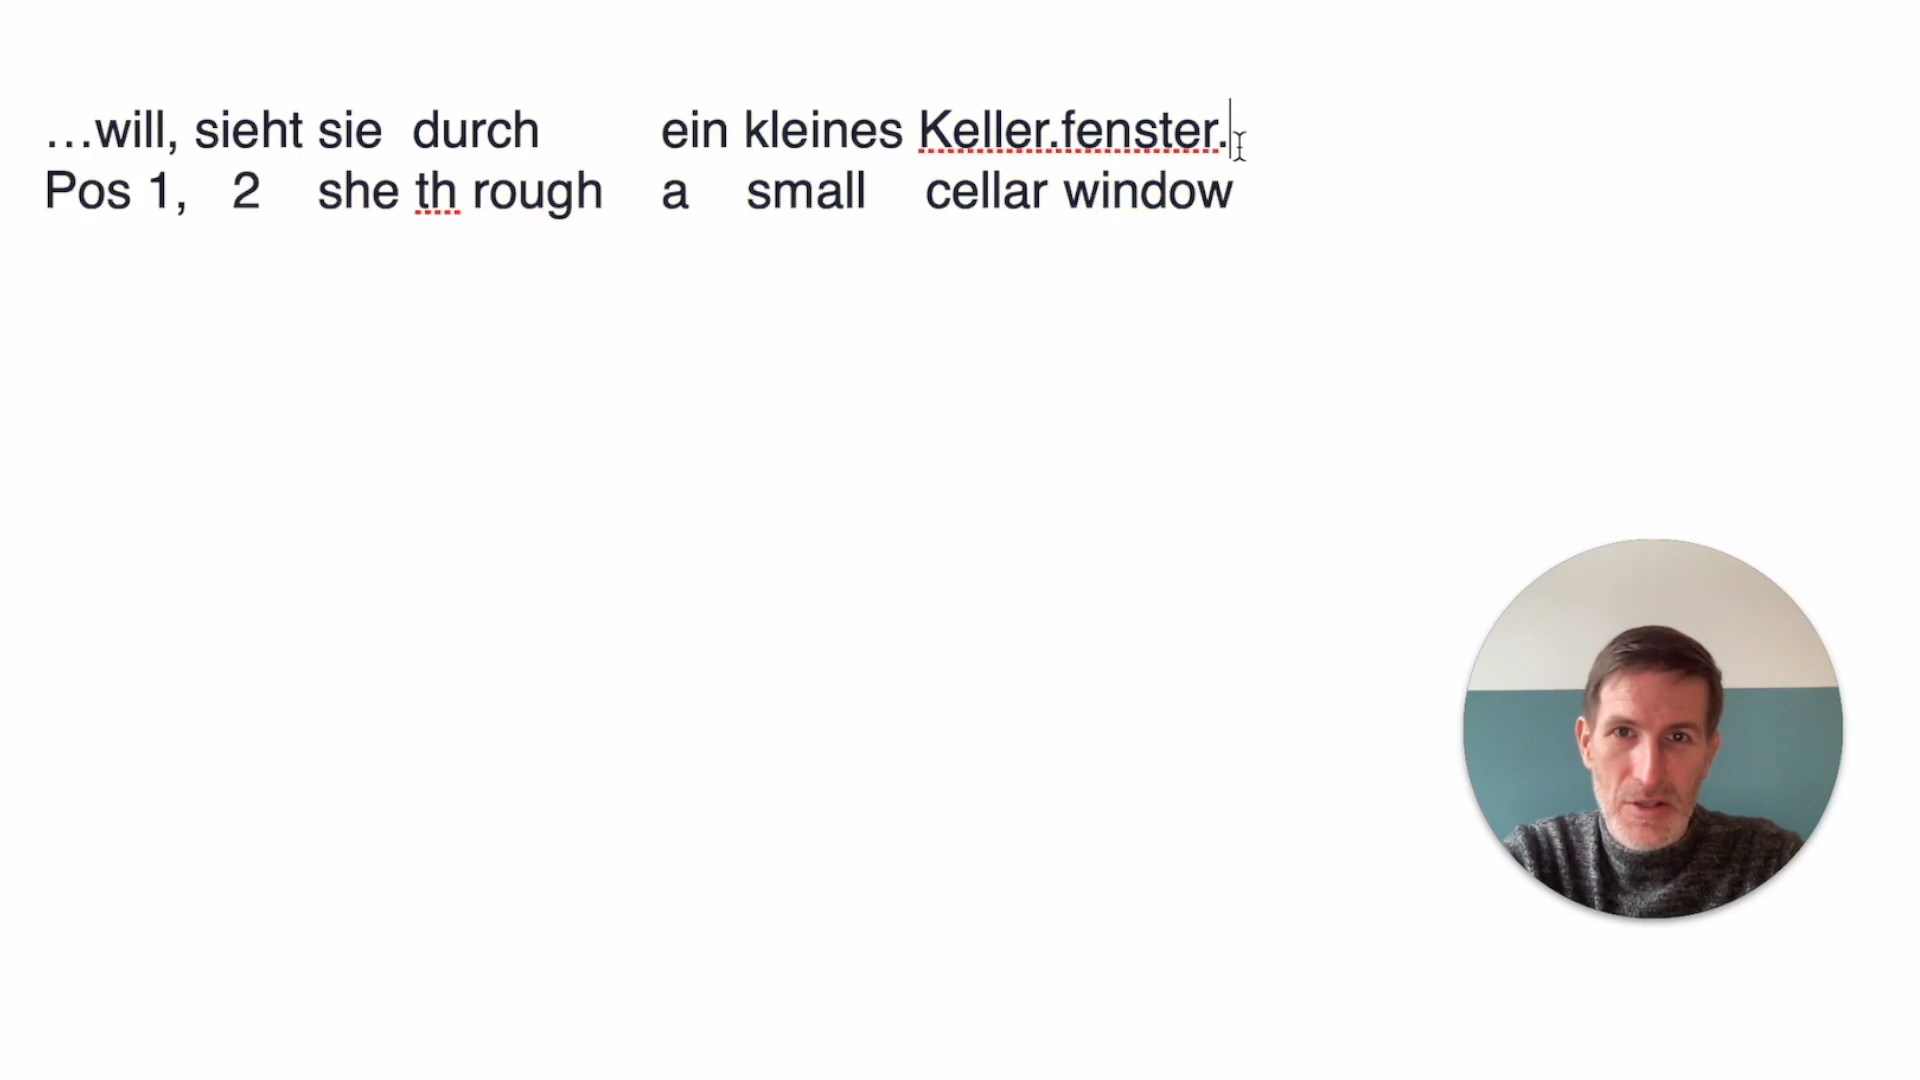 …will, sieht sie durch ein kleines Keller.fenster.
Pos 1, 2 she th rough a small cellar window